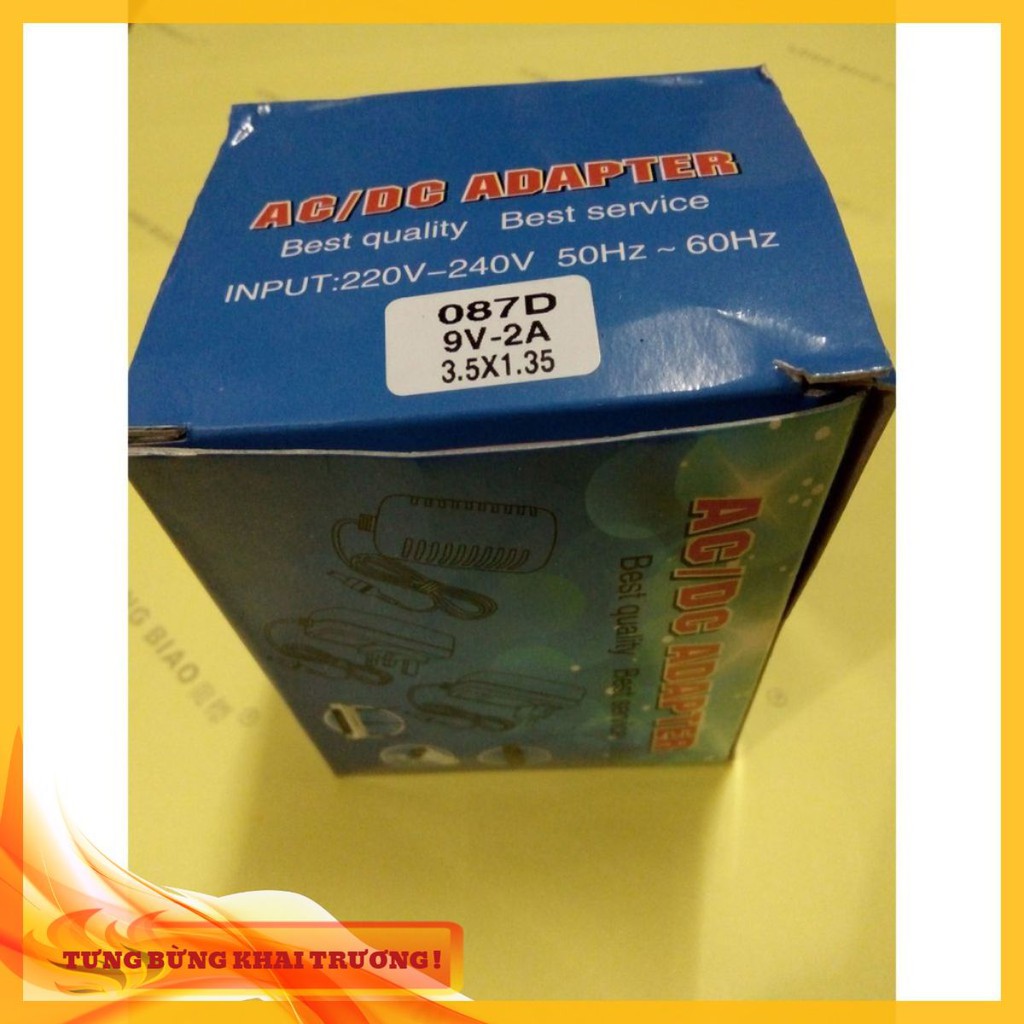 AC/DC ADAPTER
Best quality Best service
INPUT:220V-240V 50Hz ~ 60Hz
087D
9V-2A
3.5X1.35
AC/DC ADAPTER
Best quality Best service
BIAO
TƯNG BỪNG KHAI TRƯƠNG!